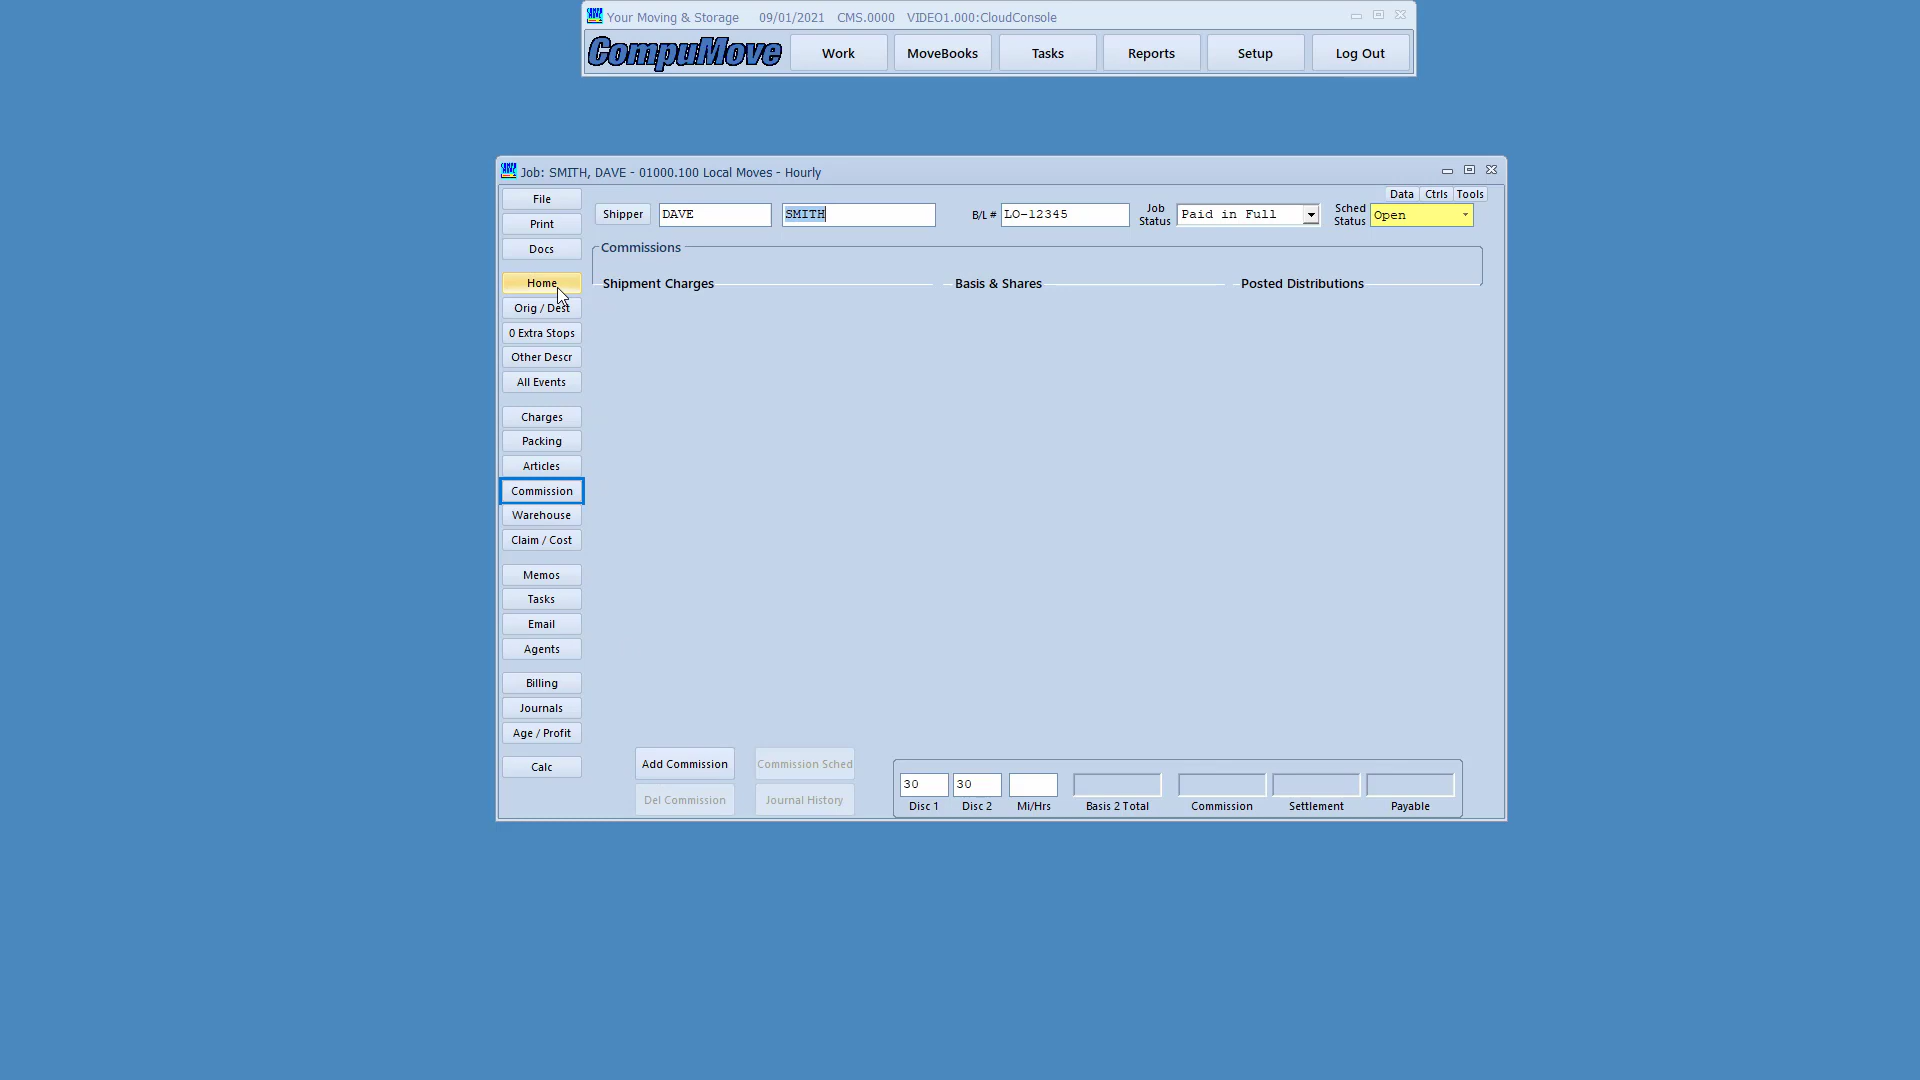 Your Moving & Storage 09/01/2021 CMS.0000 VIDEO1.000:CloudConsole
CompuMove Work MoveBooks Tasks Reports Setup Log Out
Job: SMITH, DAVE - 01000.100 Local Moves - Hourly
Data Ctrls Tools
File
Print
Docs
Home
Orig / Dest
0 Extra Stops
Other Descr
All Events
Charges
Packing
Articles
Commission
Warehouse
Claim / Cost
Memos
Tasks
Email
Agents
Billing
Journals
Age / Profit
Calc
Shipper DAVE SMITH B/L # LO-12345 Job Status Paid in Full Sched Status Open
Commissions
Shipment Charges Basis & Shares Posted Distributions
Add Commission Commission Sched
Del Commission Journal History
30 30
Disc 1 Disc 2 Mi/Hrs Basis 2 Total Commission Settlement Payable